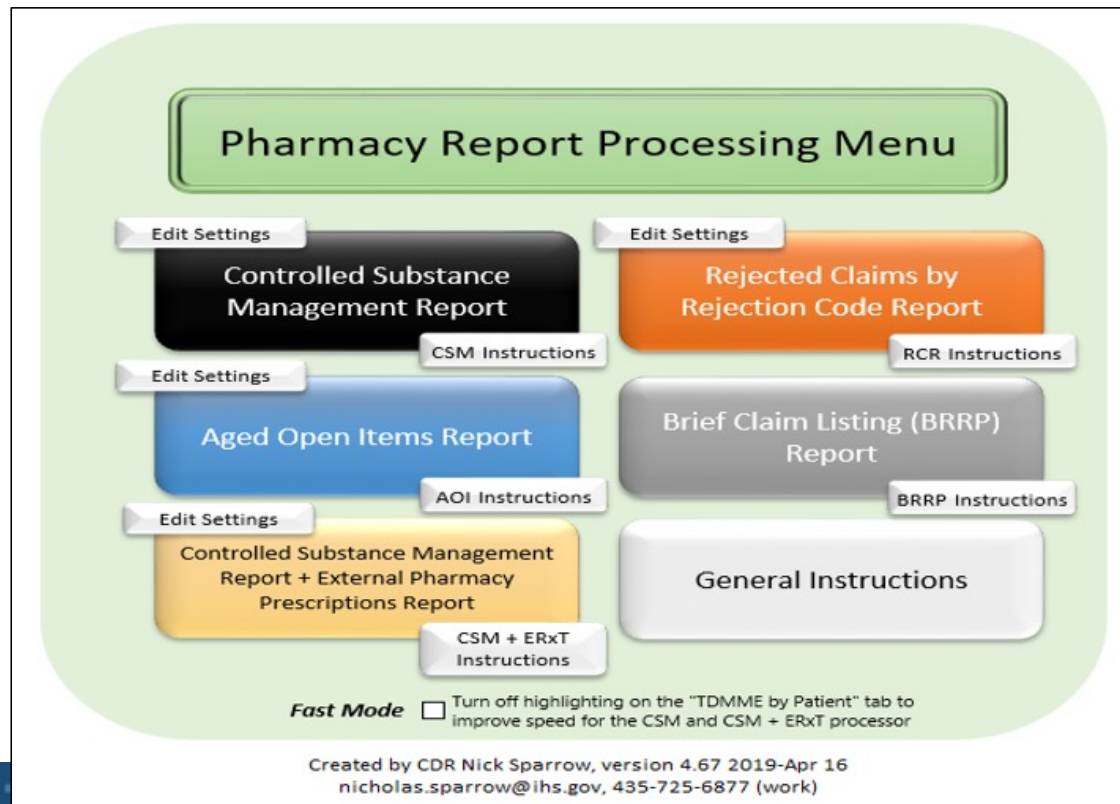 Pharmacy Report Processing Menu
Edit Settings
Controlled Substance
Management Report
CSM Instructions
Edit Settings
Rejected Claims by
Rejection Code Report
RCR Instructions
Edit Settings
Aged Open Items Report
AOI Instructions
Brief Claim Listing (BRRP)
Report
BRRP Instructions
Edit Settings
Controlled Substance Management
Report + External Pharmacy
Prescriptions Report
CSM + ERxT
Instructions
General Instructions
Fast Mode
Turn off highlighting on the "TDMME by Patient" tab to
improve speed for the CSM and CSM + ERxT processor
Created by CDR Nick Sparrow, version 4.67 2019-Apr 16
nicholas.sparrow@ihs.gov, 435-725-6877 (work)